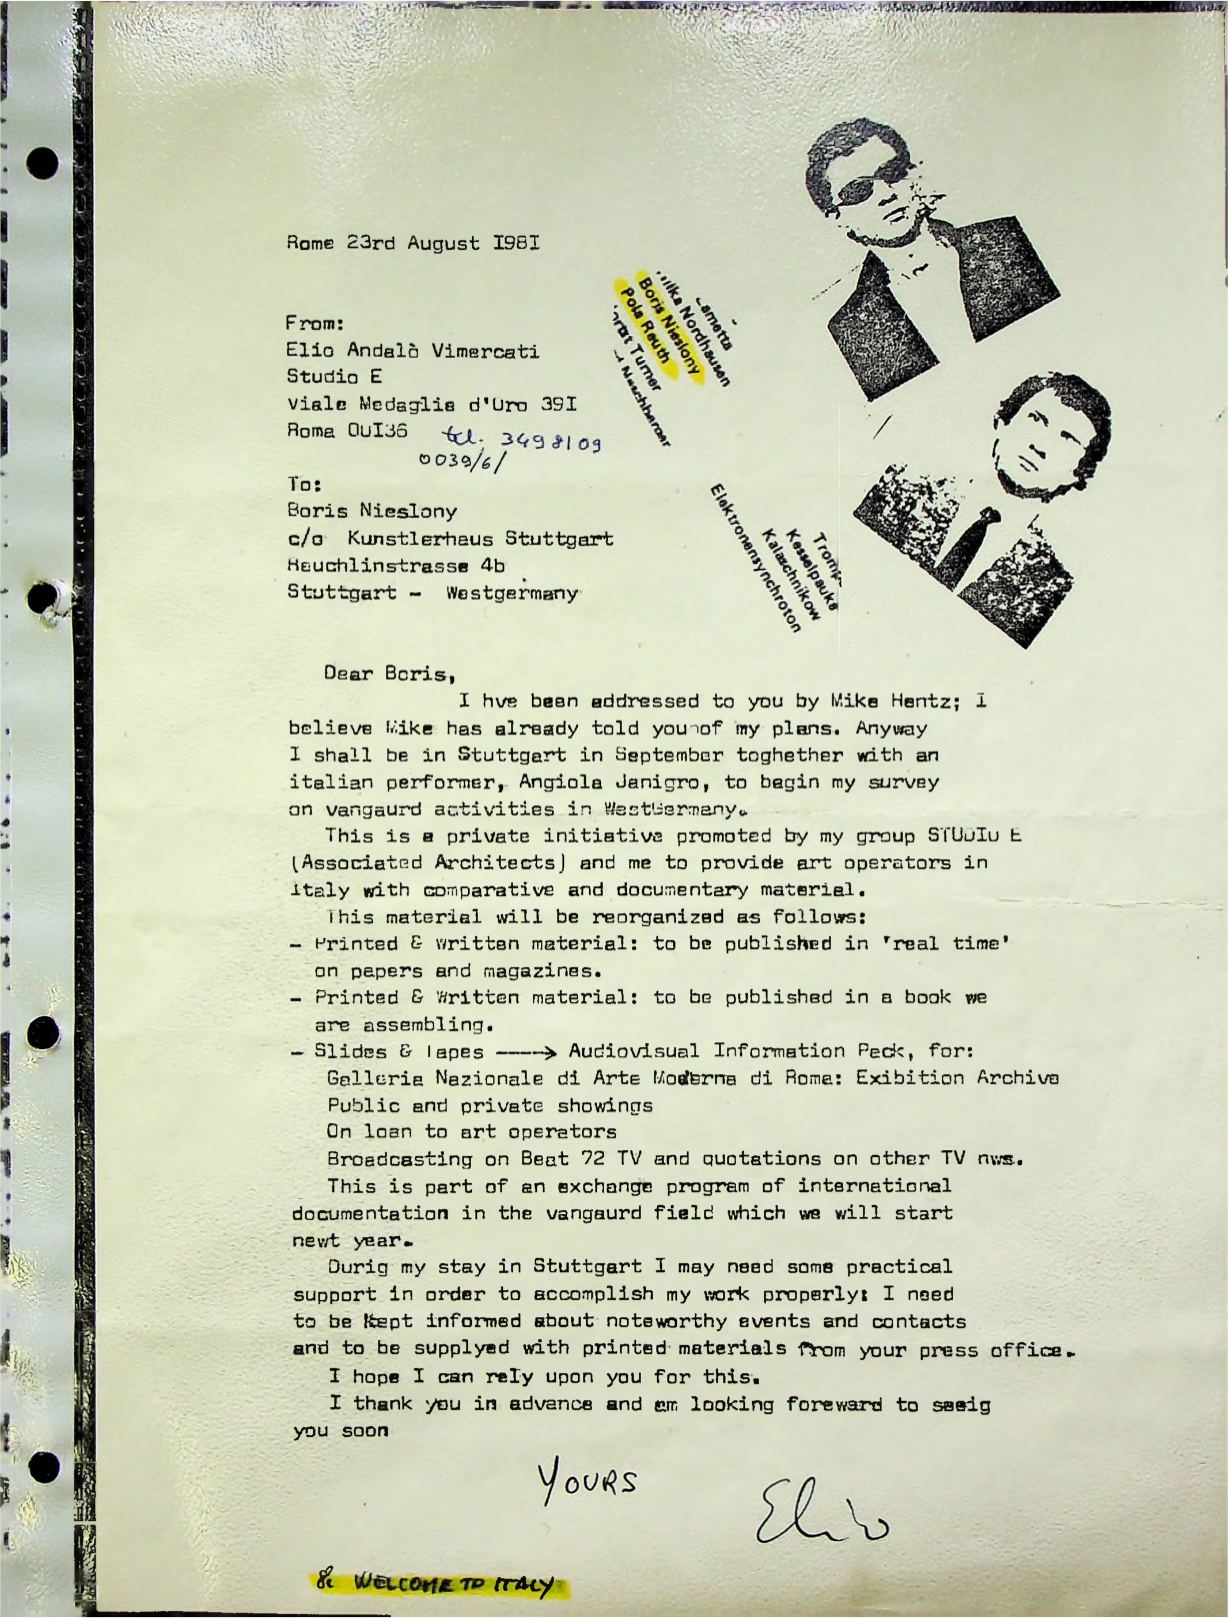 Rome 23rd August I98I
From:
Elio Andalò Vimercati
Studio E
Viale Medaglie d'Uro 39I
Roma OuI36 tel. 3498109
0039/6/
To:
Boris Nieslony
c/o Kunstlerhaus Stuttgart
Reuchlinstrasse 4b
Stuttgart - Westgermany
Lametta
Nordhausen
Boris Nieslony
Pola Reuth
Turner
Kesselpauke
Kalaschnikow
Elektronensynchroton
Dear Boris,
I hve been addressed to you by Mike Hentz; i
believe Mike has already told you of my plans. Anyway
I shall be in Stuttgart in September toghether with an
italian performer, Angiola Janigro, to begin my survey
on vangaurd activities in WestGermany.
This is a private initiative promoted by my group STUDIO E
(Associated Architects) and me to provide art operators in
italy with comparative and documentary material.
This material will be reorganized as follows:
- Printed & Written material: to be published in 'real time'
on papers and magazines.
- Printed & Written material: to be published in a book we
are assembling.
- Slides & Tapes ----> Audiovisual Information Pack, for:
Galleria Nazionale di Arte Moderna di Roma: Exibition Archive
Public and private showings
On loan to art operators
Broadcasting on Beat 72 TV and quotations on other TV nws.
This is part of an exchange program of international
documentation in the vangaurd field which we will start
newt year.
Durig my stay in Stuttgart I may need some practical
support in order to accomplish my work properly: I need
to be kept informed about noteworthy events and contacts
and to be supplyed with printed materials from your press office.
I hope I can rely upon you for this.
I thank you in advance and am looking foreward to seeig
you soon
YOURS
Elio
& WELCOME TO ITALY